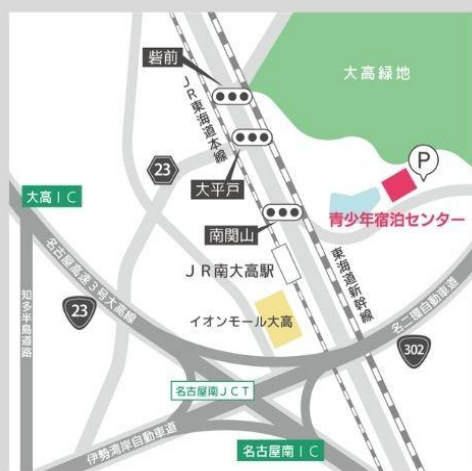 砦前
大高緑地
JR東海道本線
23
大平戸
P
大高IC
青少年宿泊センター
南関山
JR南大高駅
東海道新幹線
名古屋高速3号大高線
知多半島道路
23
イオンモール大高
名二環自動車道
302
名古屋南JCT
伊勢湾岸自動車道
名古屋南IC